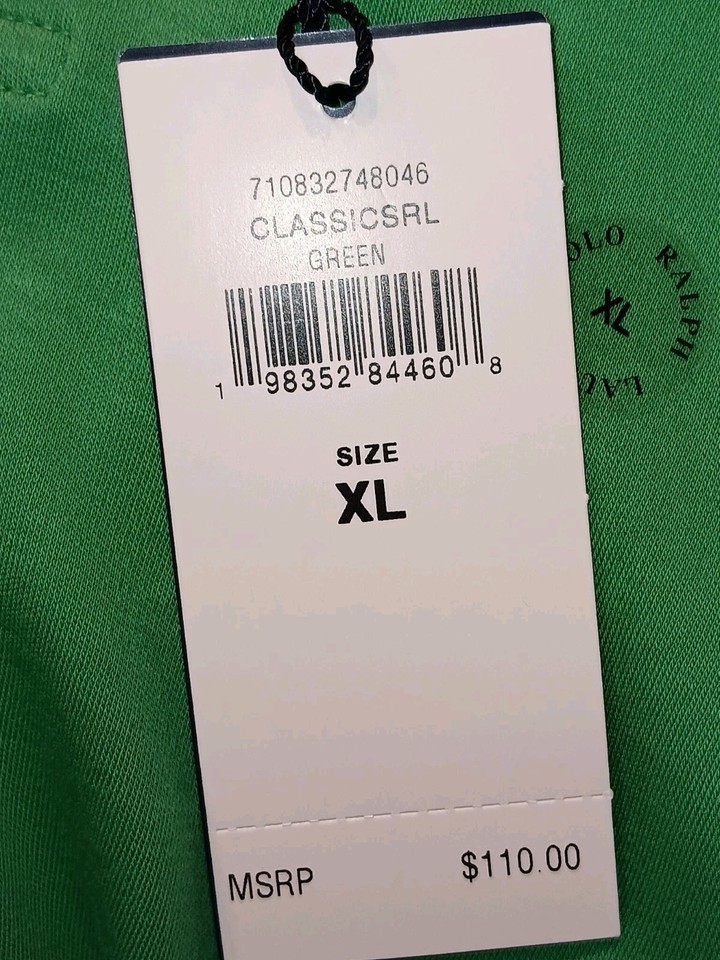 710832748046
CLASSICSRL
GREEN
1 98352 84460 8
SIZE
XL
MSRP $110.00
RALPH
XL